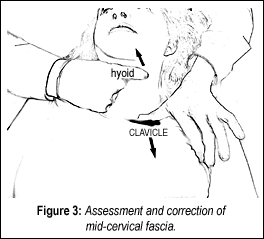 hyoid
CLAVICLE
Figure 3: Assessment and correction of
mid-cervical fascia.